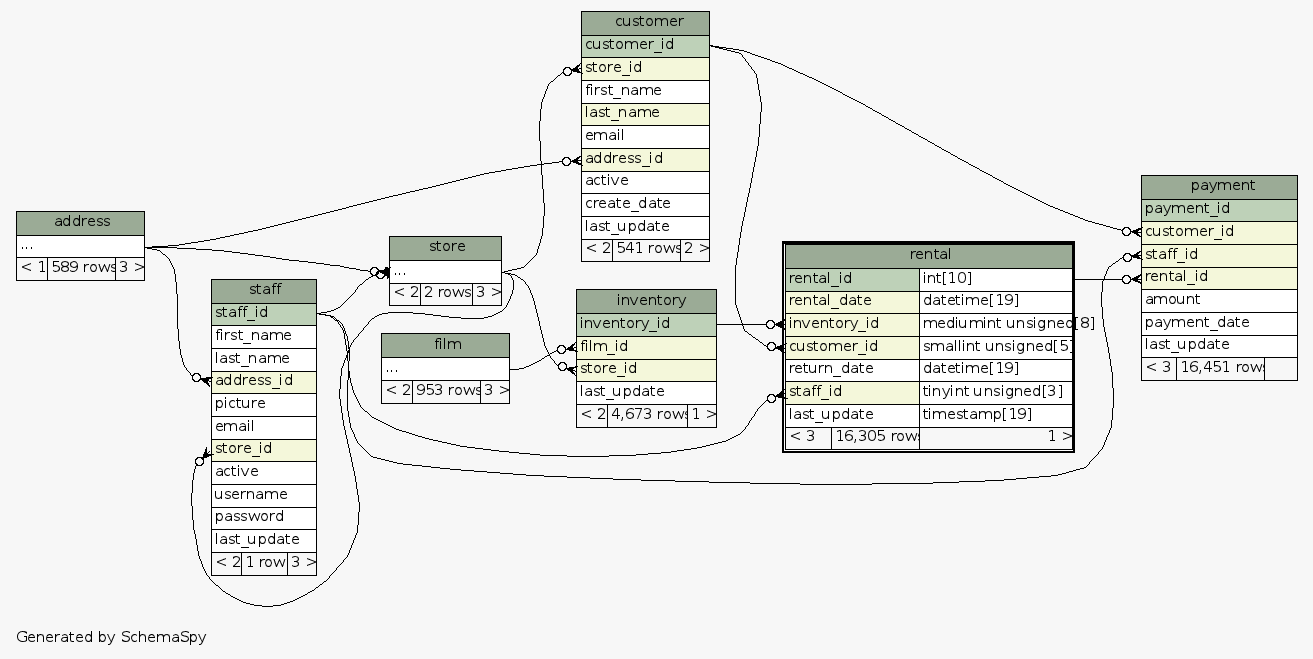 customer
customer_id
store_id
first_name
last_name
email
address_id
active
create_date
last_update
< 2 541 rows 2 >
payment
payment_id
customer_id
staff_id
rental_id
amount
payment_date
last_update
< 3 16,451 rows
address
...
< 1 589 rows 3 >
store
...
< 2 2 rows 3 >
rental
rental_id int[10]
rental_date datetime[19]
inventory_id mediumint unsigned[8]
customer_id smallint unsigned[5]
return_date datetime[19]
staff_id tinyint unsigned[3]
last_update timestamp[19]
< 3 16,305 rows 1 >
staff
staff_id
first_name
last_name
address_id
picture
email
store_id
active
username
password
last_update
< 2 1 row 3 >
inventory
inventory_id
film_id
store_id
last_update
< 2 4,673 rows 1 >
film
...
< 2 953 rows 3 >
Generated by SchemaSpy